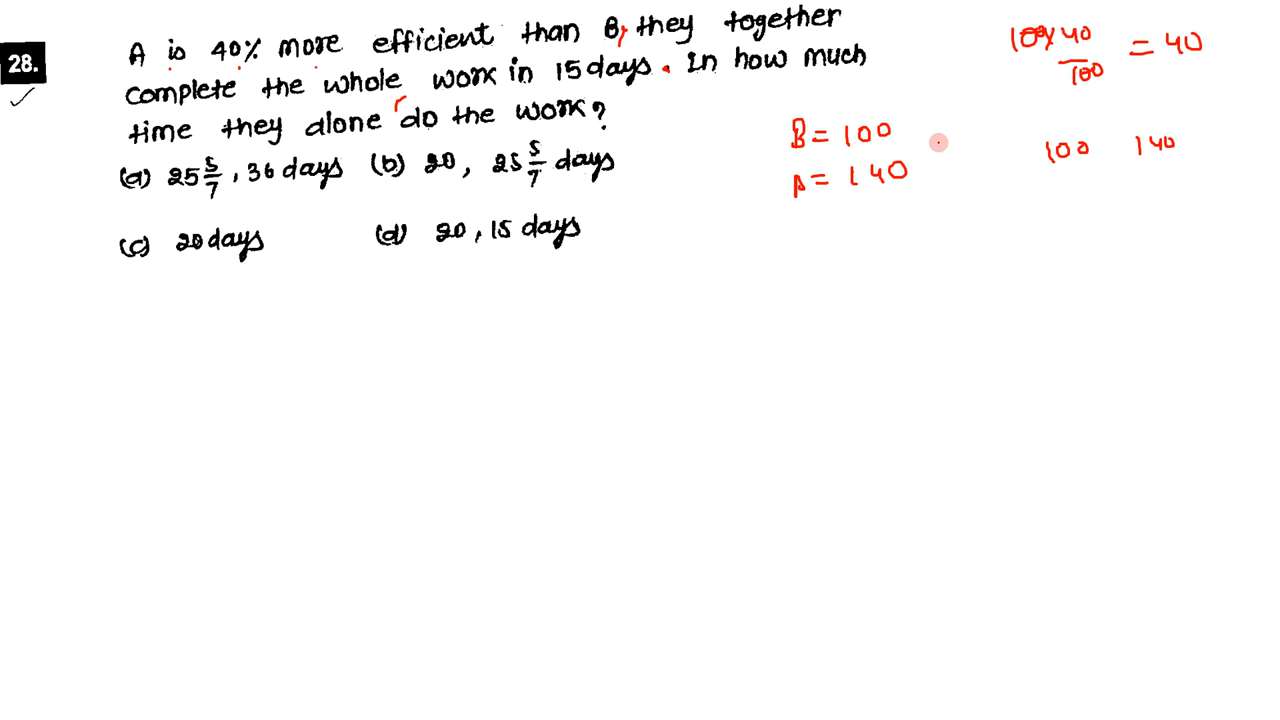 28.
A is 40% more efficient than B, they together
complete the whole work in 15 days. In how much
time they alone do the work?
(a) 25 5/7, 36 days (b) 20, 25 5/7 days
(c) 20 days (d) 20, 15 days
B = 100
A = 140
100 x 40 / 100 = 40
100 140